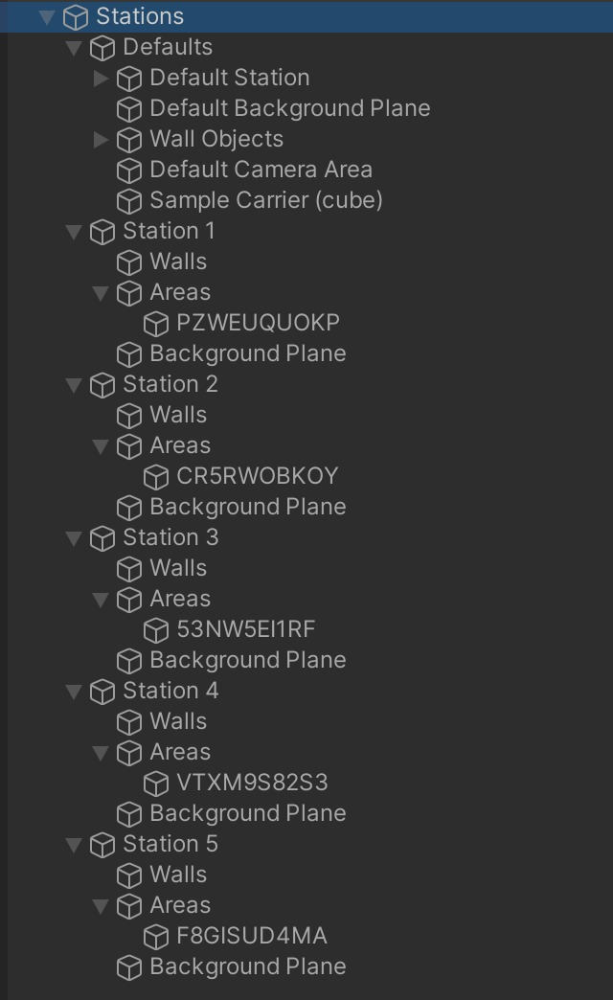 Stations
Defaults
Default Station
Default Background Plane
Wall Objects
Default Camera Area
Sample Carrier (cube)
Station 1
Walls
Areas
PZWEUQUOKP
Background Plane
Station 2
Walls
Areas
CR5RWOBKOY
Background Plane
Station 3
Walls
Areas
53NW5EI1RF
Background Plane
Station 4
Walls
Areas
VTXM9S82S3
Background Plane
Station 5
Walls
Areas
F8GISUD4MA
Background Plane